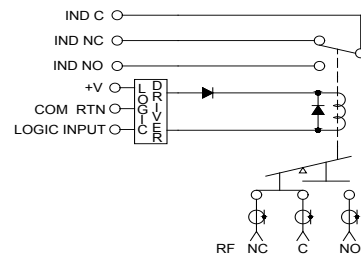 IND C
IND NC
IND NO
+V
COM RTN
LOGIC INPUT
LOGIC
DRIVER
RF NC C NO